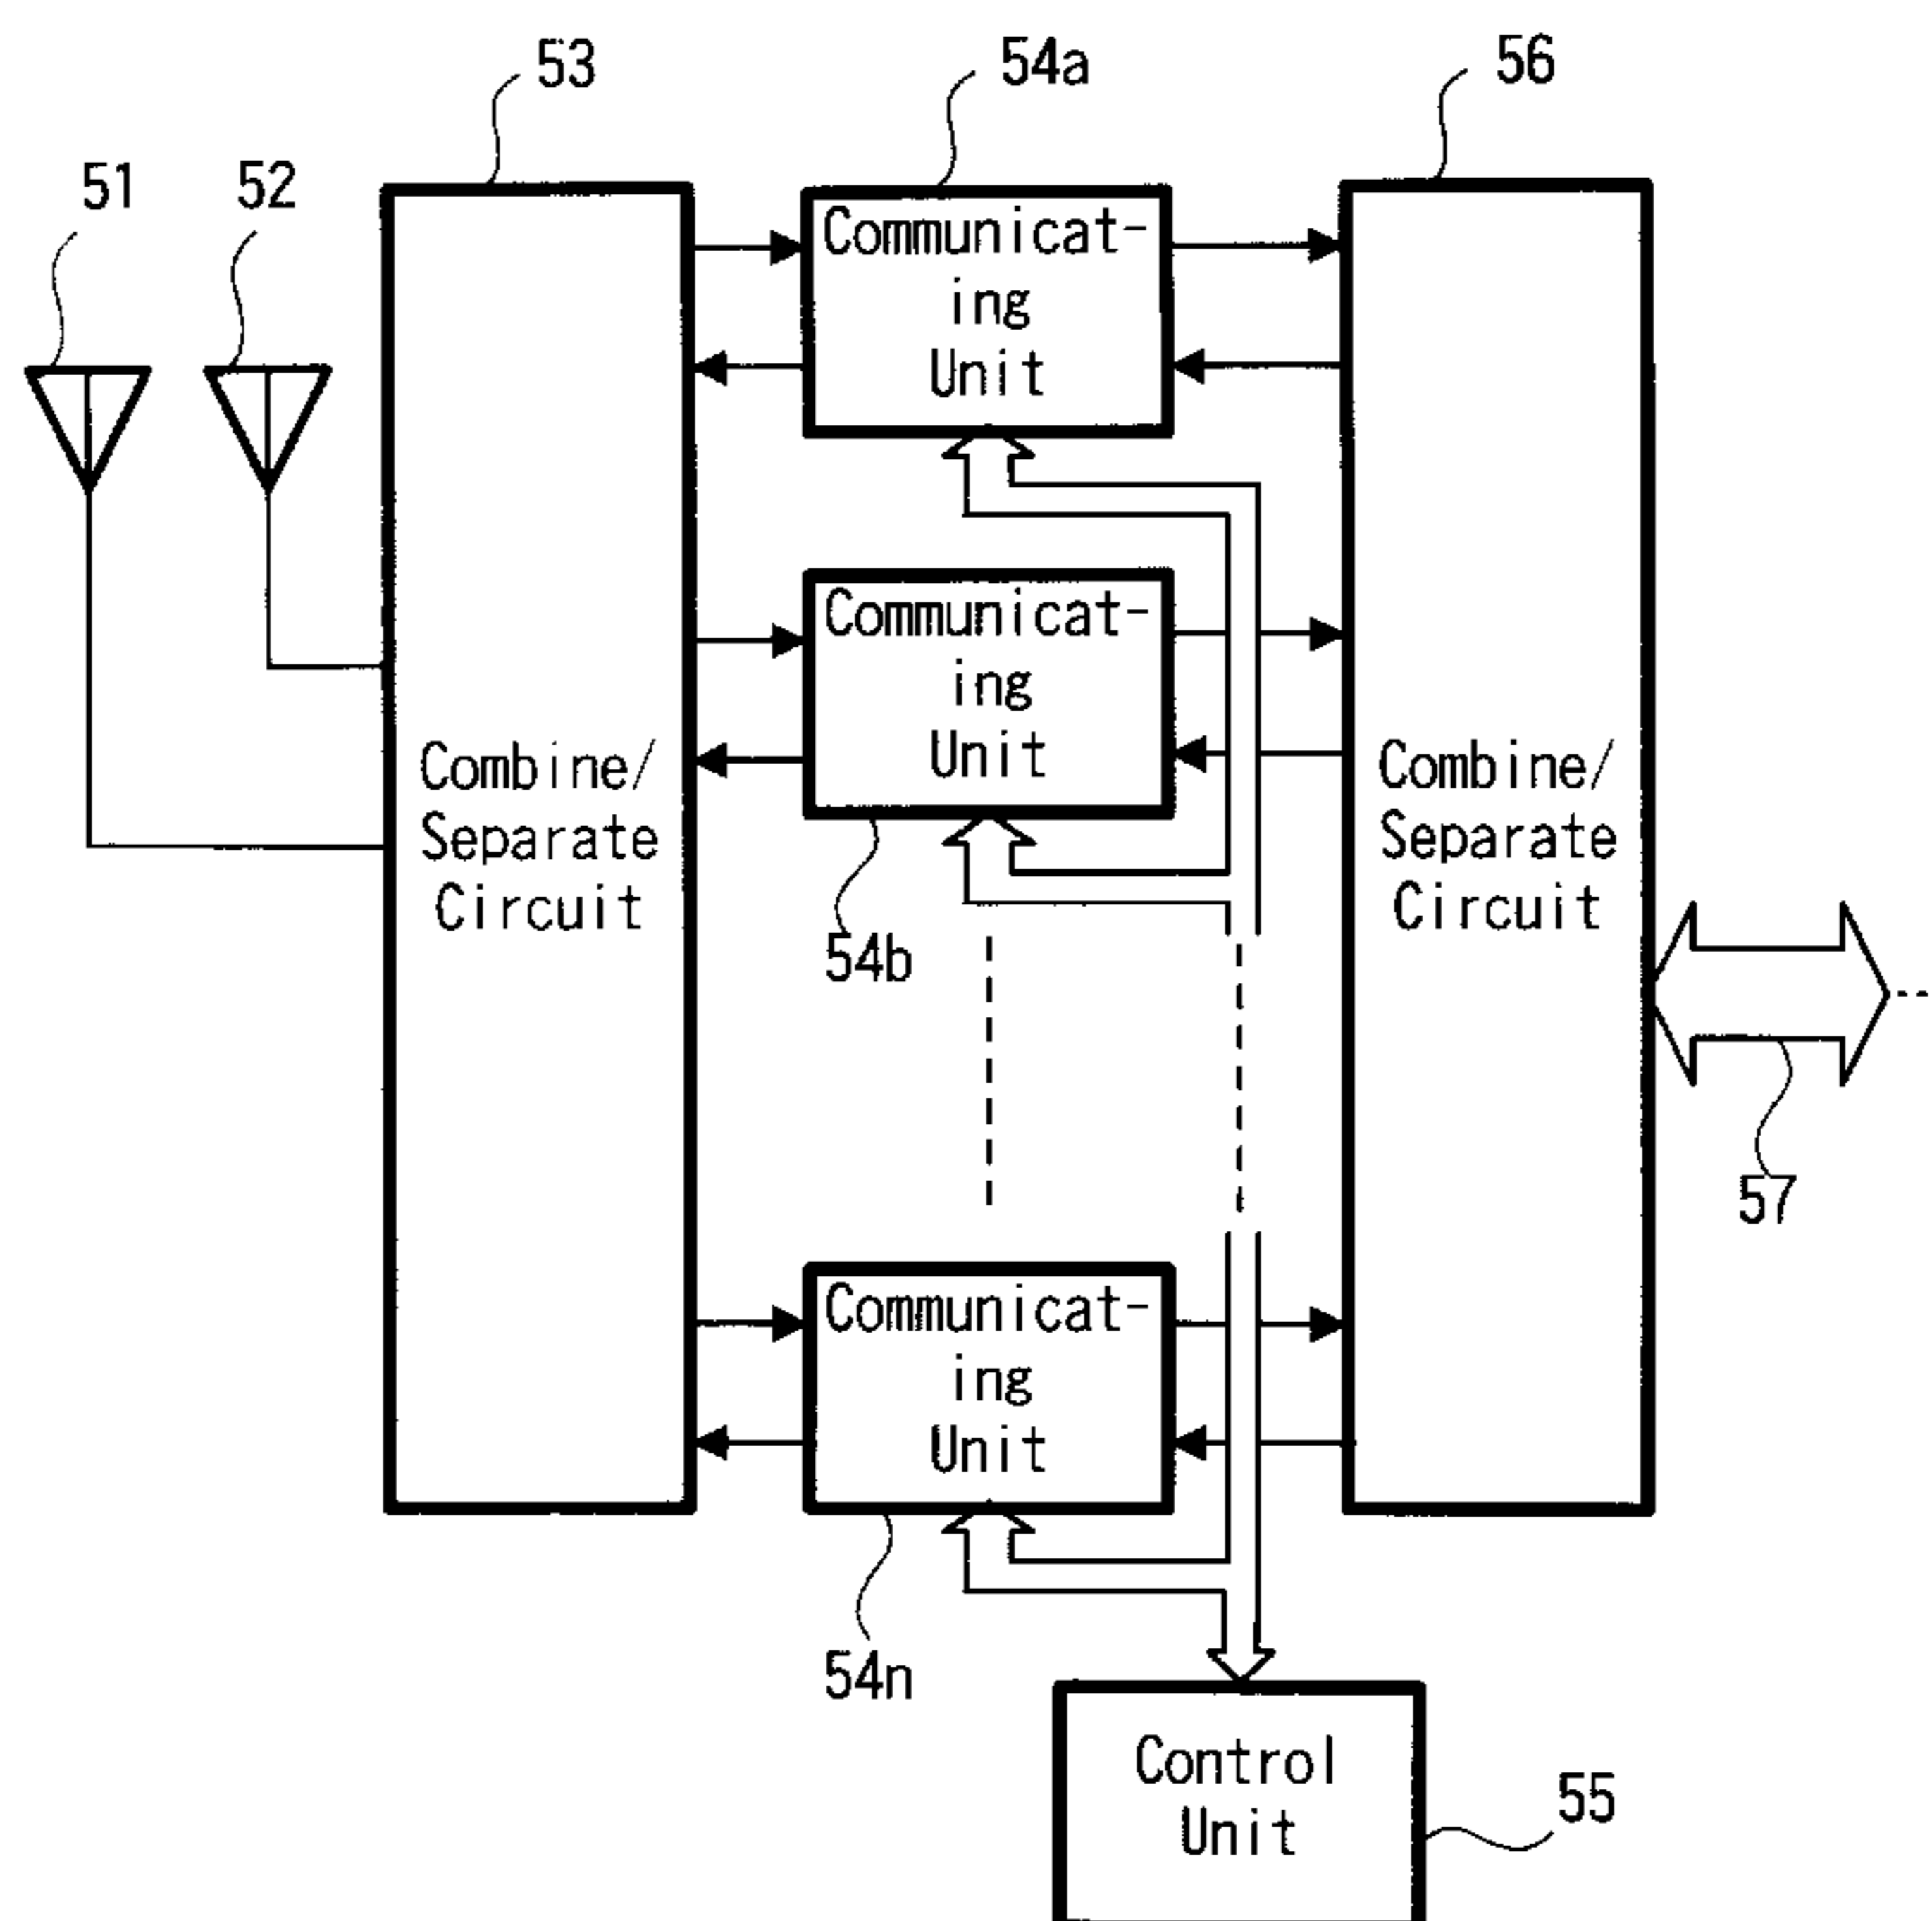 53
54a
56
51
52
Communicat-
ing
Unit
Communicat-
ing
Unit
Combine/
Separate
Circuit
Combine/
Separate
Circuit
54b
57
Communicat-
ing
Unit
54n
Control
Unit
55